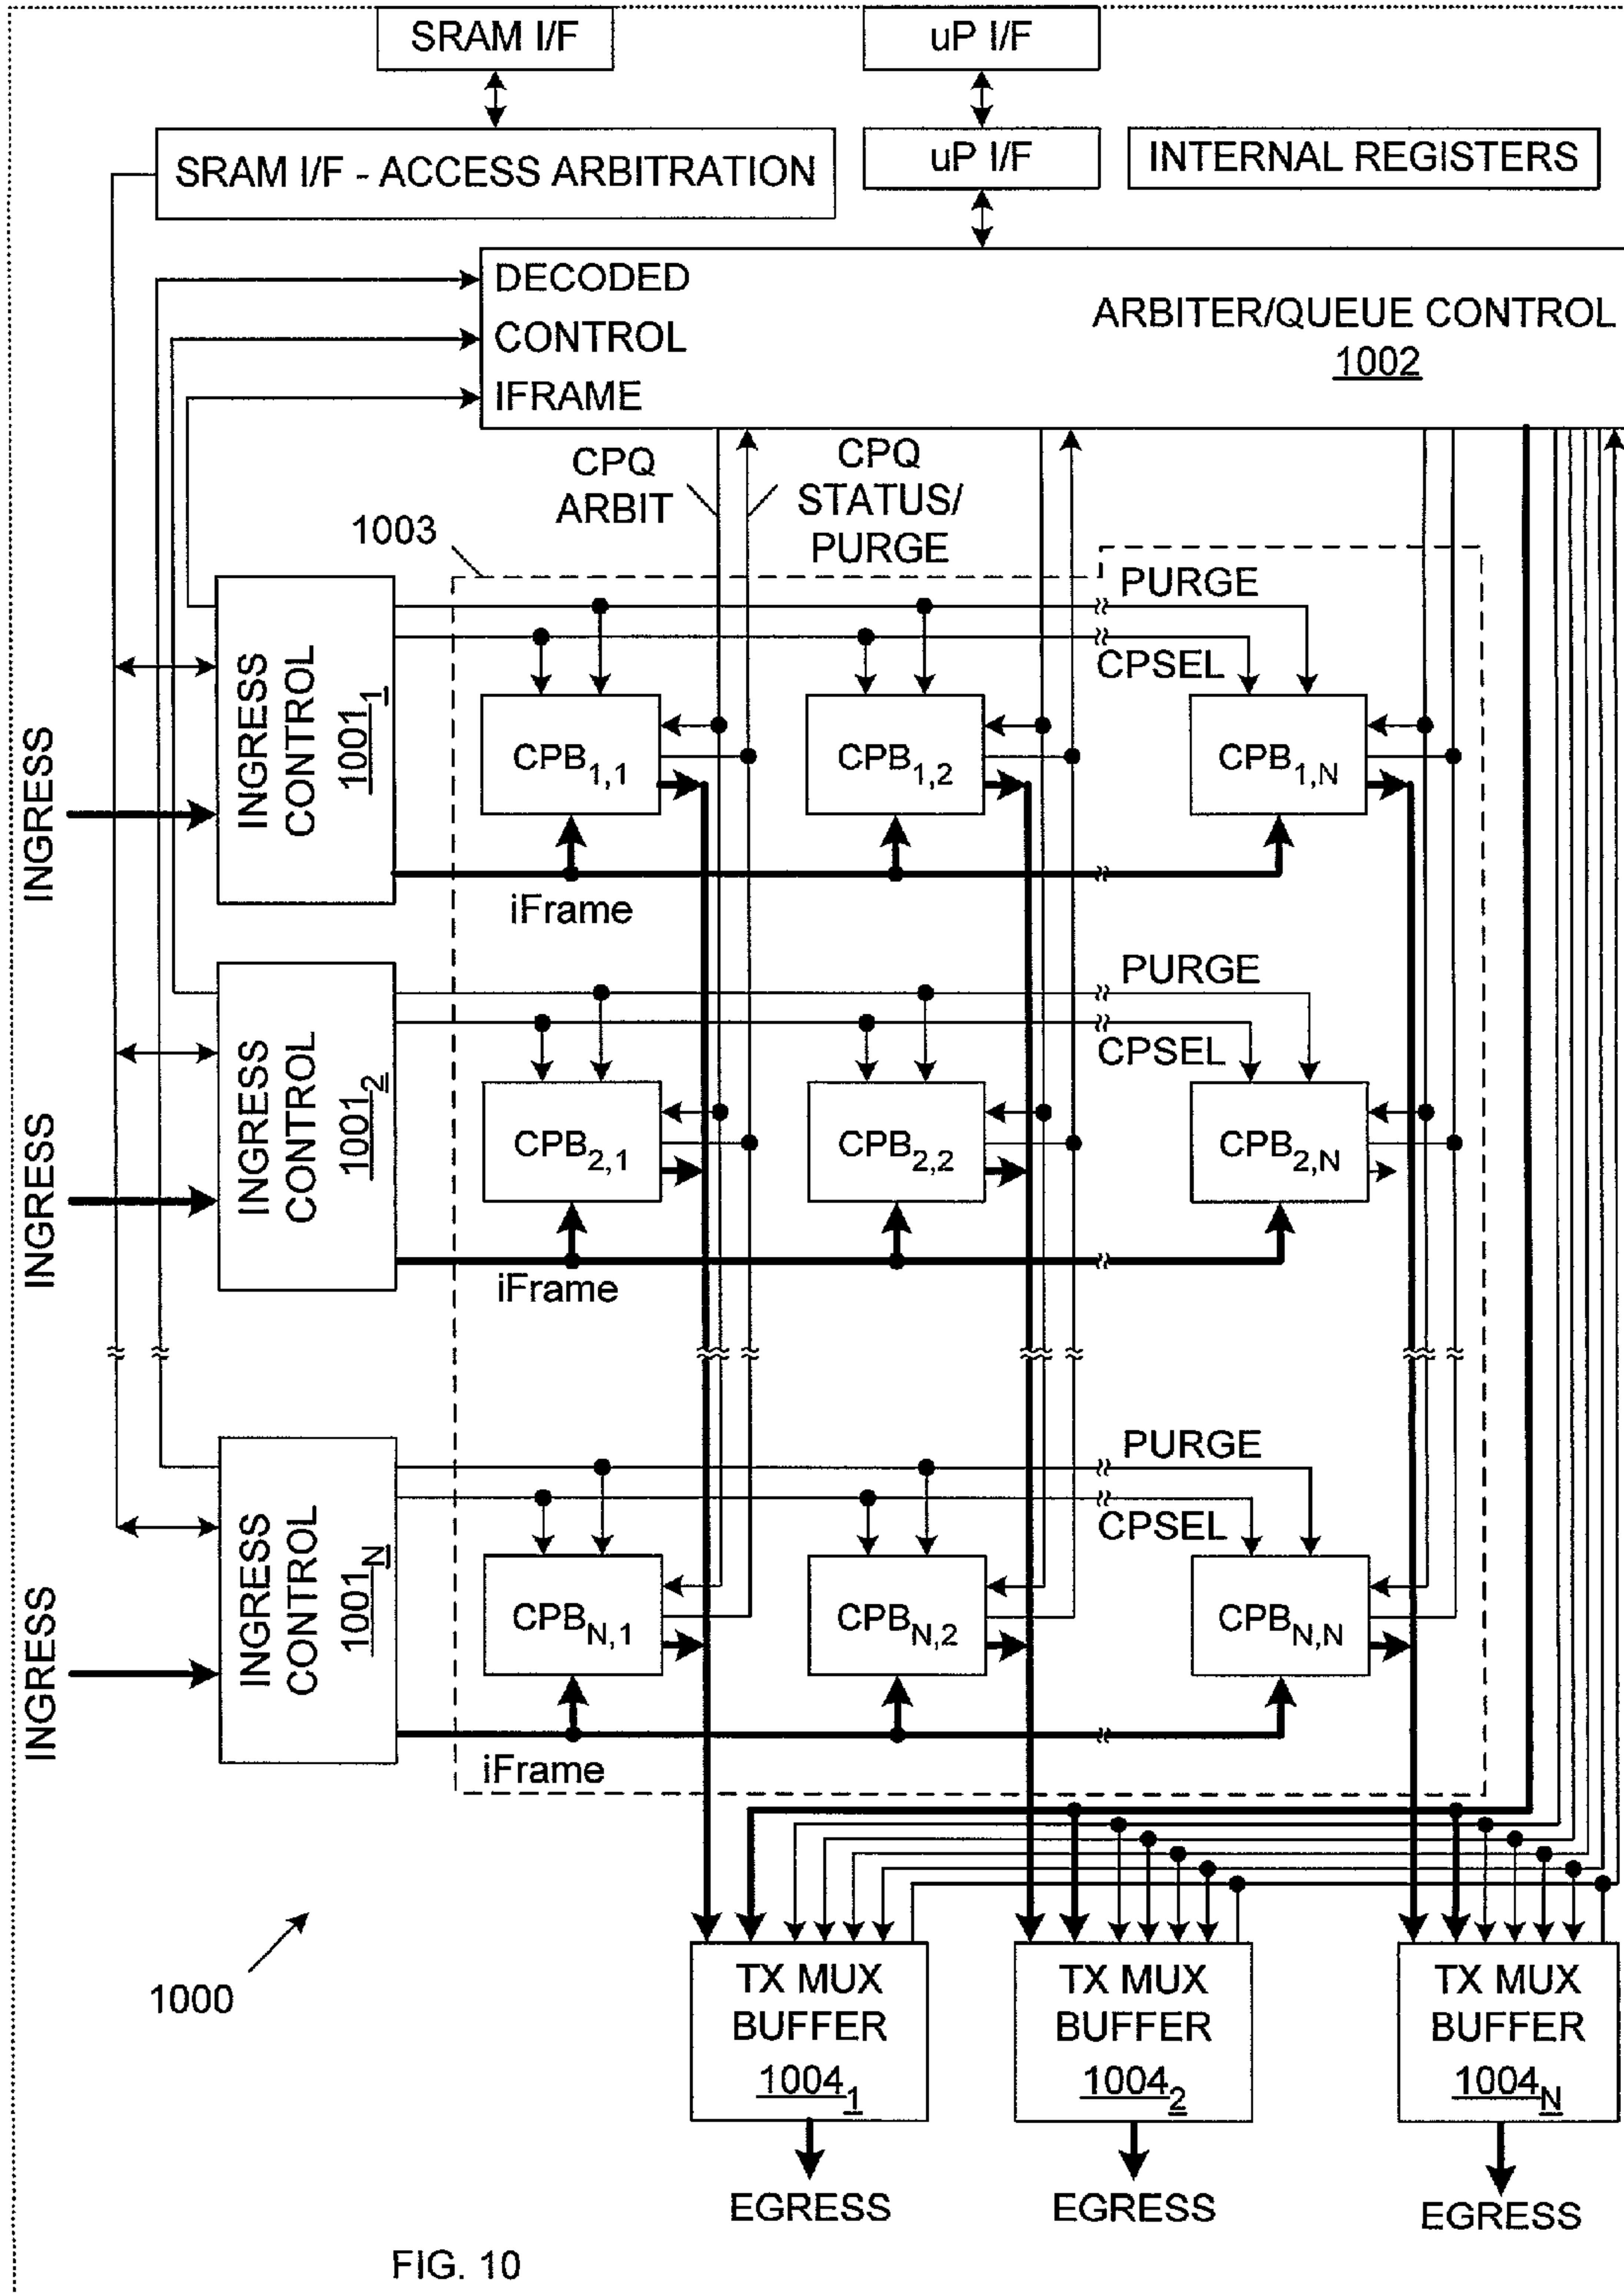 SRAM I/F
uP I/F
SRAM I/F - ACCESS ARBITRATION
uP I/F
INTERNAL REGISTERS
DECODED
CONTROL
IFRAME
ARBITER/QUEUE CONTROL
1002
CPQ
ARBIT
CPQ
STATUS/
PURGE
1003
PURGE
CPSEL
INGRESS
INGRESS
CONTROL
1001₁
CPB₁,₁
CPB₁,₂
CPB₁,N
iFrame
PURGE
CPSEL
INGRESS
INGRESS
CONTROL
1001₂
CPB₂,₁
CPB₂,₂
CPB₂,N
iFrame
PURGE
CPSEL
INGRESS
INGRESS
CONTROL
1001N
CPBN,₁
CPBN,₂
CPBN,N
iFrame
1000
TX MUX
BUFFER
1004₁
TX MUX
BUFFER
1004₂
TX MUX
BUFFER
1004N
EGRESS
EGRESS
EGRESS
FIG. 10